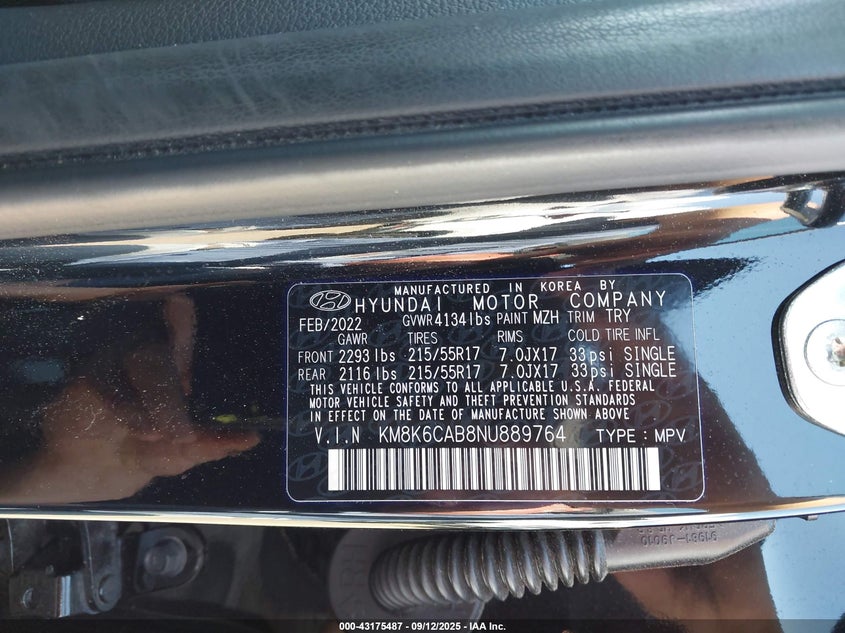 MANUFACTURED IN KOREA BY
HYUNDAI MOTOR COMPANY
FEB/2022 GVWR 4134lbs PAINT MZH TRIM TRY
GAWR TIRES RIMS COLD TIRE INFL
FRONT 2293 lbs 215/55R17 7.0JX17 33psi SINGLE
REAR 2116 lbs 215/55R17 7.0JX17 33psi SINGLE
THIS VEHICLE CONFORMS TO ALL APPLICABLE U.S.A. FEDERAL
MOTOR VEHICLE SAFETY AND THEFT PREVENTION STANDARDS
IN EFFECT ON THE DATE OF MANUFACTURE SHOWN ABOVE.
V.I.N KM8K6CAB8NU889764 TYPE : MPV
91981-J9010
000-43175487 - 09/12/2025 - IAA Inc.